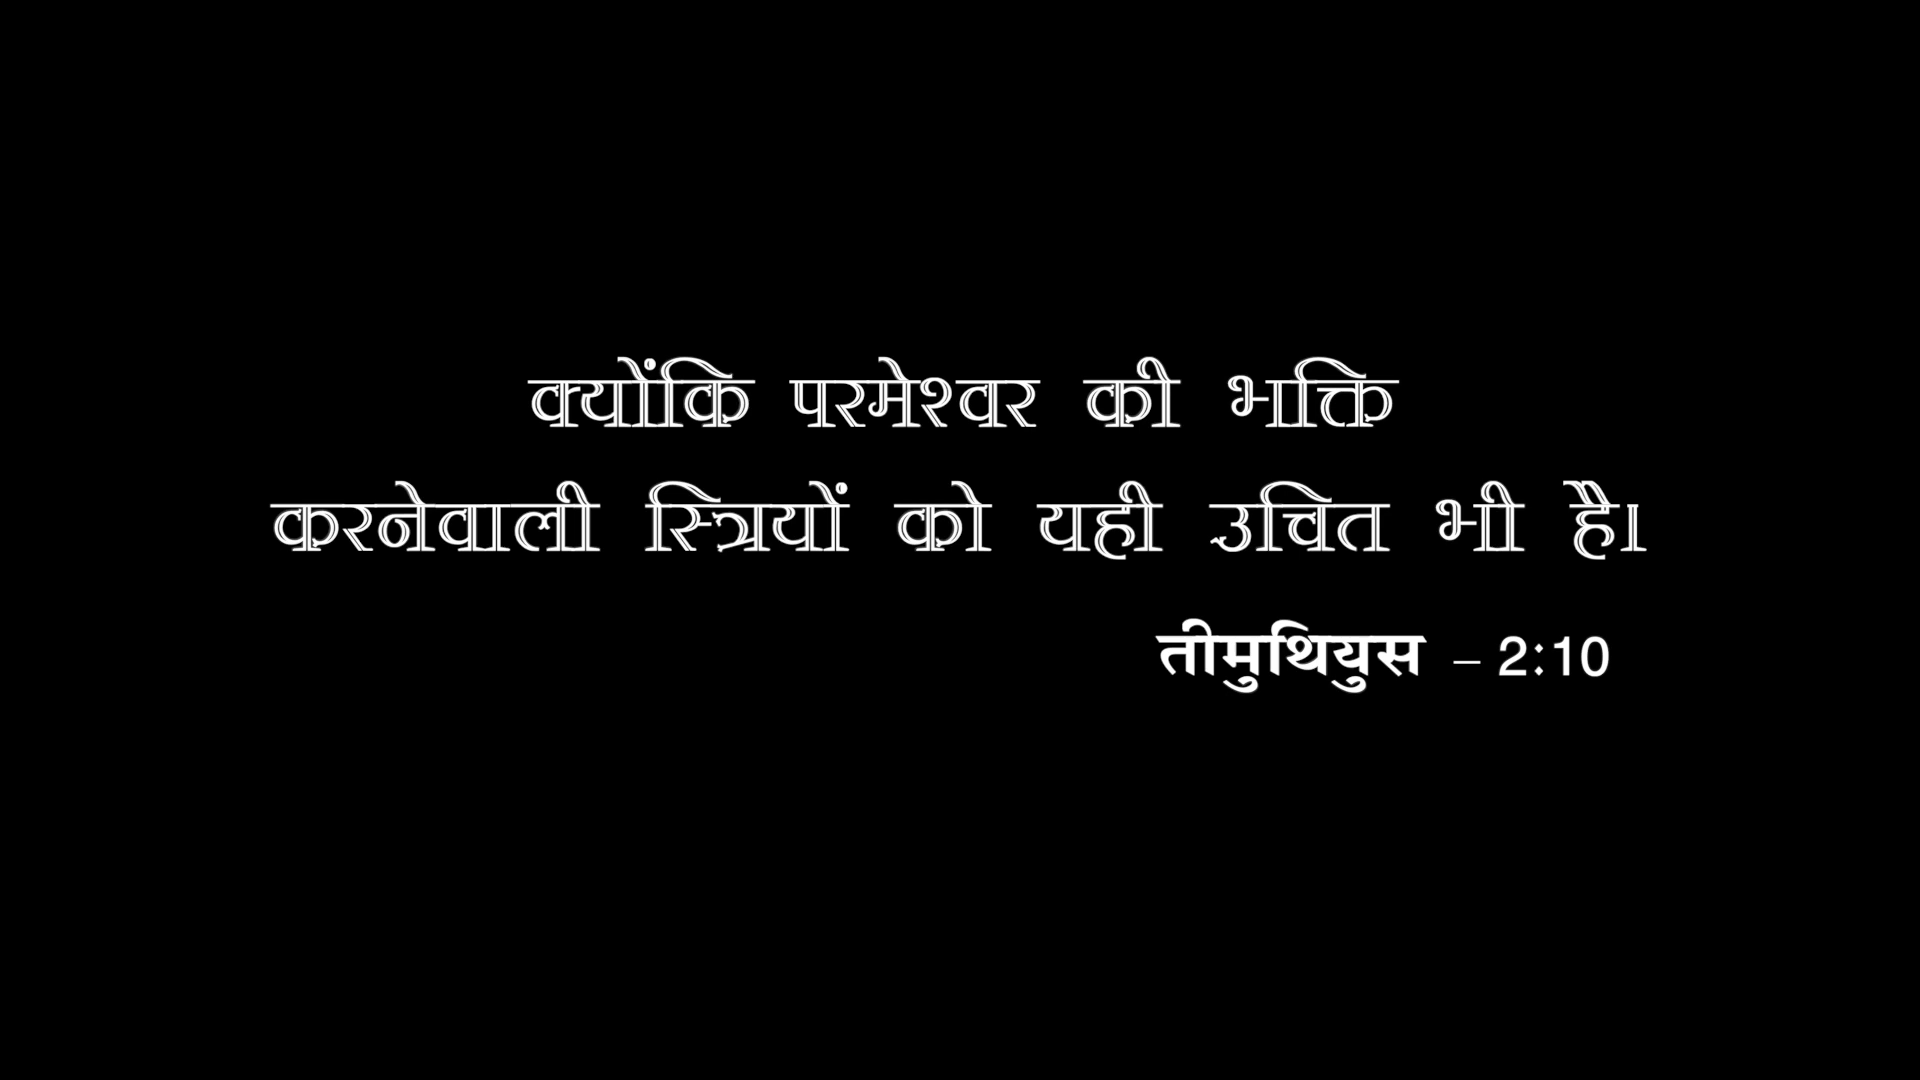 क्योंकि परमेश्वर की भक्ति
करनेवाली स्त्रियों को यही उचित भी है।
तीमुथियुस – 2:10